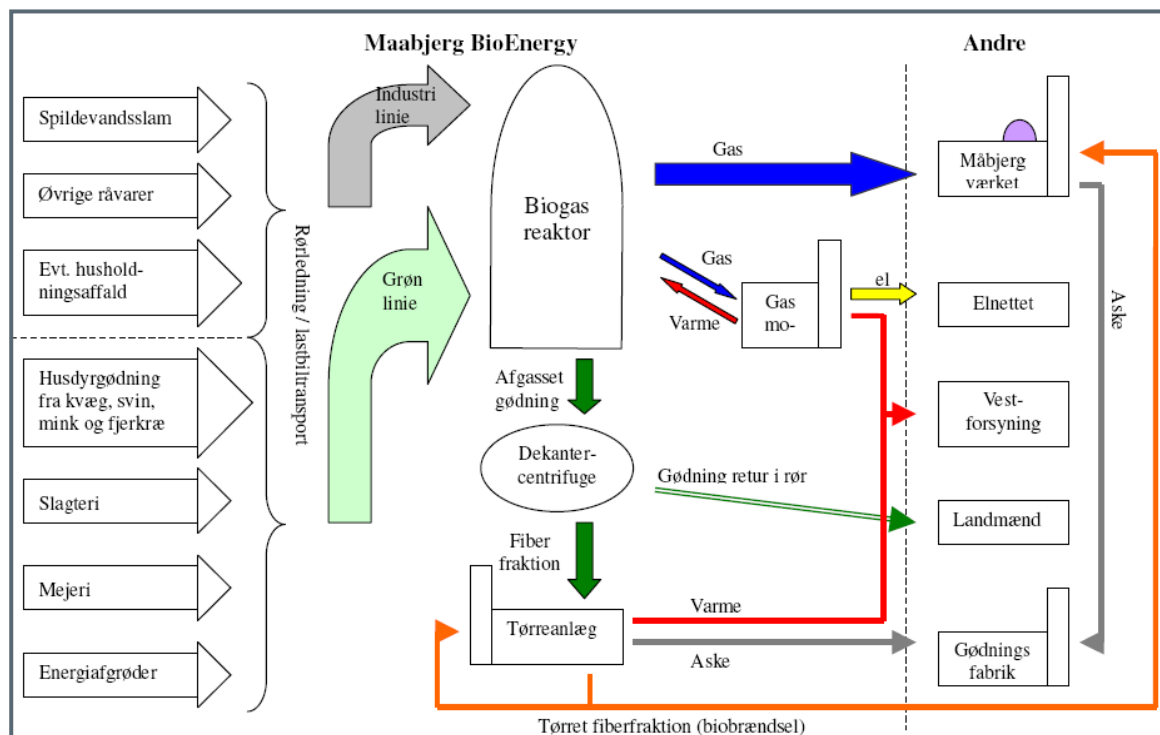 Maabjerg BioEnergy
Andre
Spildevandsslam
Øvrige råvarer
Evt. hushold-
ningsaffald
Husdyrgødning
fra kvæg, svin,
mink og fjerkræ
Slagteri
Mejeri
Energiafgrøder
Rørledning / lastbiltransport
Industri
linie
Grøn
linie
Biogas
reaktor
Gas
Gas
Varme
Gas
mo-
el
Afgasset
gødning
Dekanter-
centrifuge
Gødning retur i rør
Fiber
fraktion
Tørreanlæg
Varme
Aske
Tørret fiberfraktion (biobrændsel)
Måbjerg
værket
Elnettet
Vest-
forsyning
Landmænd
Gødnings
fabrik
Aske